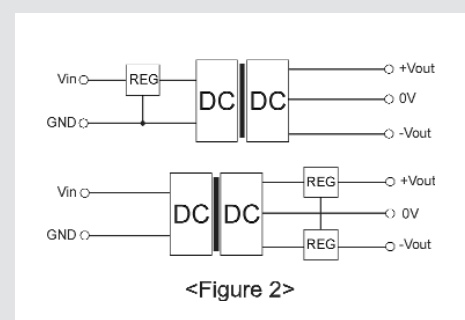 Vin REG DC DC +Vout
0V
GND -Vout
Vin DC DC REG +Vout
0V
GND REG -Vout
<Figure 2>